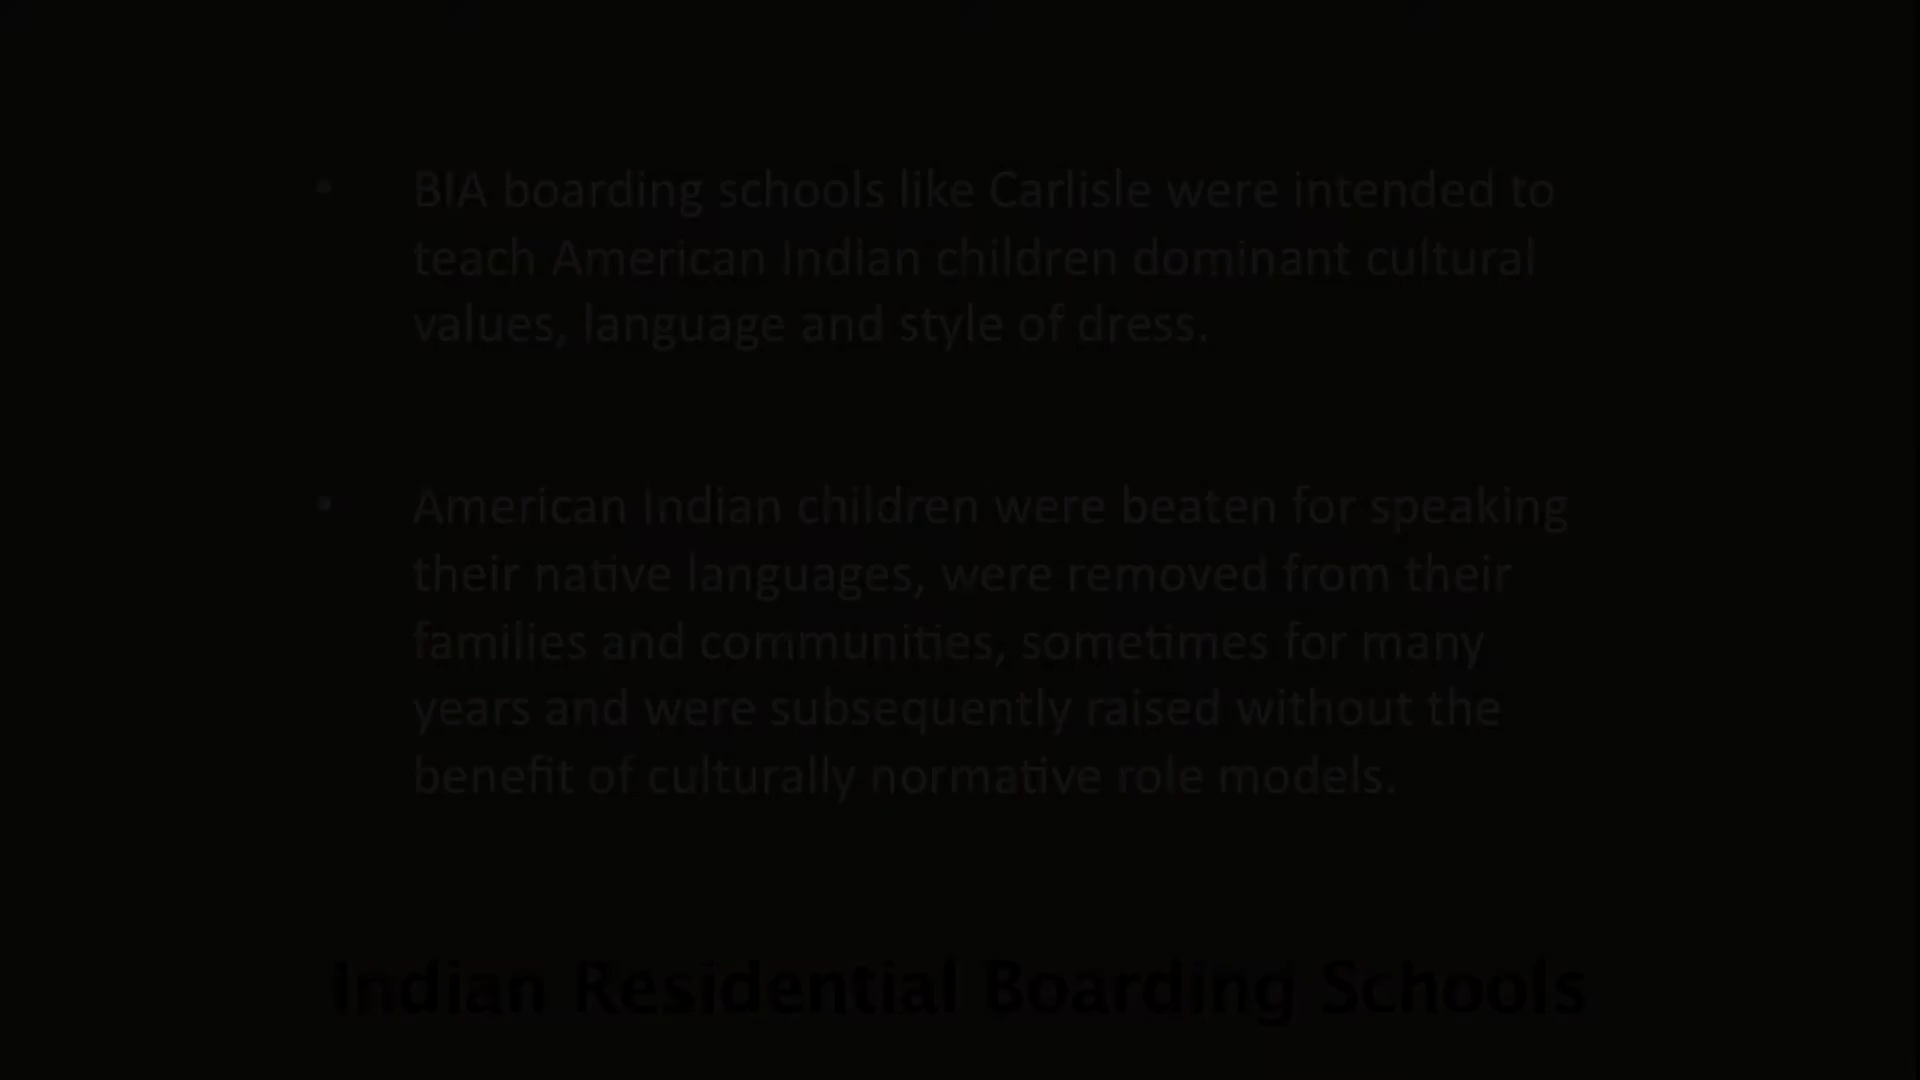 • BIA boarding schools like Carlisle were intended to
teach American Indian children dominant cultural
values, language and style of dress.
• American Indian children were beaten for speaking
their native languages, were removed from their
families and communities, sometimes for many
years and were subsequently raised without the
benefit of culturally normative role models.
Indian Residential Boarding Schools